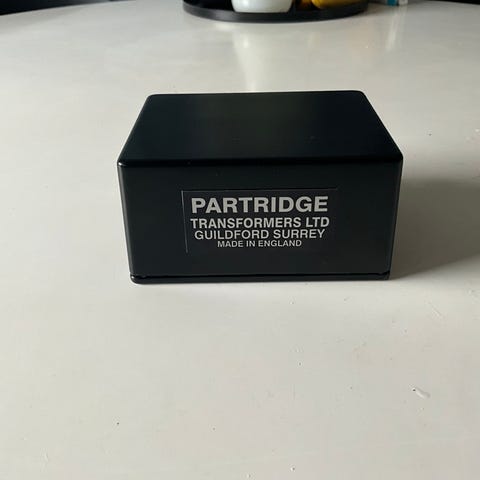 PARTRIDGE
TRANSFORMERS LTD
GUILDFORD SURREY
MADE IN ENGLAND